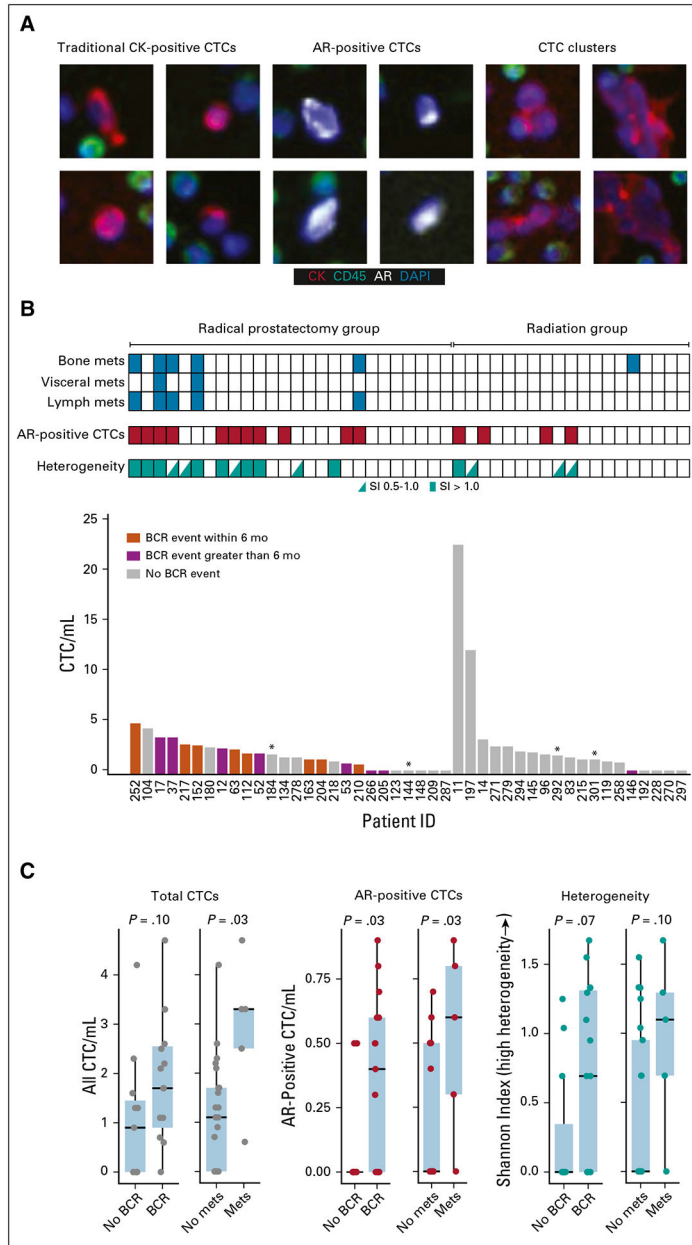 A
Traditional CK-positive CTCs AR-positive CTCs CTC clusters
CK CD45 AR DAPI
B
Radical prostatectomy group Radiation group
Bone mets
Visceral mets
Lymph mets
AR-positive CTCs
Heterogeneity
SI 0.5-1.0 SI > 1.0
25
20
15
10
5
0
CTC/mL
BCR event within 6 mo
BCR event greater than 6 mo
No BCR event
* * * *
252 104 17 37 217 152 180 12 63 112 52 184 134 278 163 204 218 53 210 266 205 123 144 148 209 287 11 197 14 271 279 294 145 96 292 83 215 301 119 258 146 192 228 270 297
Patient ID
C
Total CTCs AR-positive CTCs Heterogeneity
P = .10 P = .03 P = .03 P = .03 P = .07 P = .10
All CTC/mL
4
3
2
1
0
AR-Positive CTC/mL
0.75
0.50
0.25
0.00
Shannon Index (high heterogeneity→)
1.5
1.0
0.5
0.0
No BCR BCR No mets Mets No BCR BCR No mets Mets No BCR BCR No mets Mets